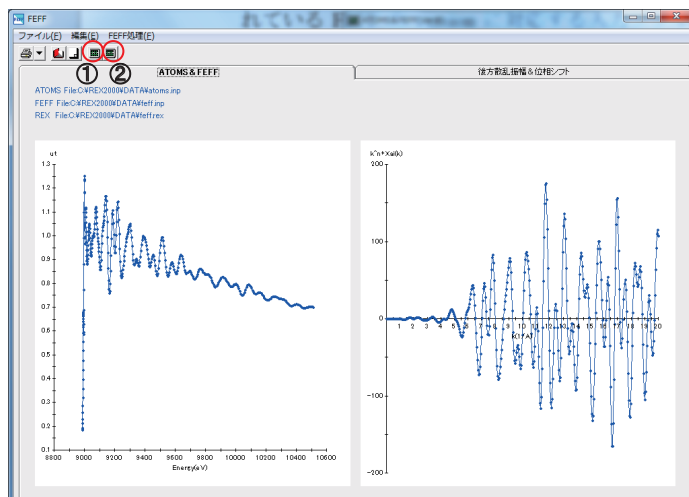 FEFF
ファイル(F) 編集(E) FEFF処理(F)
① ②
ATOMS&FEFF
後方散乱振幅&位相シフト
ATOMS File:C:¥REX2000¥DATA¥atoms.inp
FEFF File:C:¥REX2000¥DATA¥feff.inp
REX File:C:¥REX2000¥DATA¥feff.rex
ut
1.3
1.2
1.1
1.0
0.9
0.8
0.7
0.6
0.5
0.4
0.3
0.2
0.1
8800 9000 9200 9400 9600 9800 10000 10200 10400 10600
Energy(eV)
k^n*Xai(k)
200
100
0
1 2 3 4 5 6 7 8 9 10 11 12 13 14 15 16 17 18 19 20
k(1/A)
-100
-200